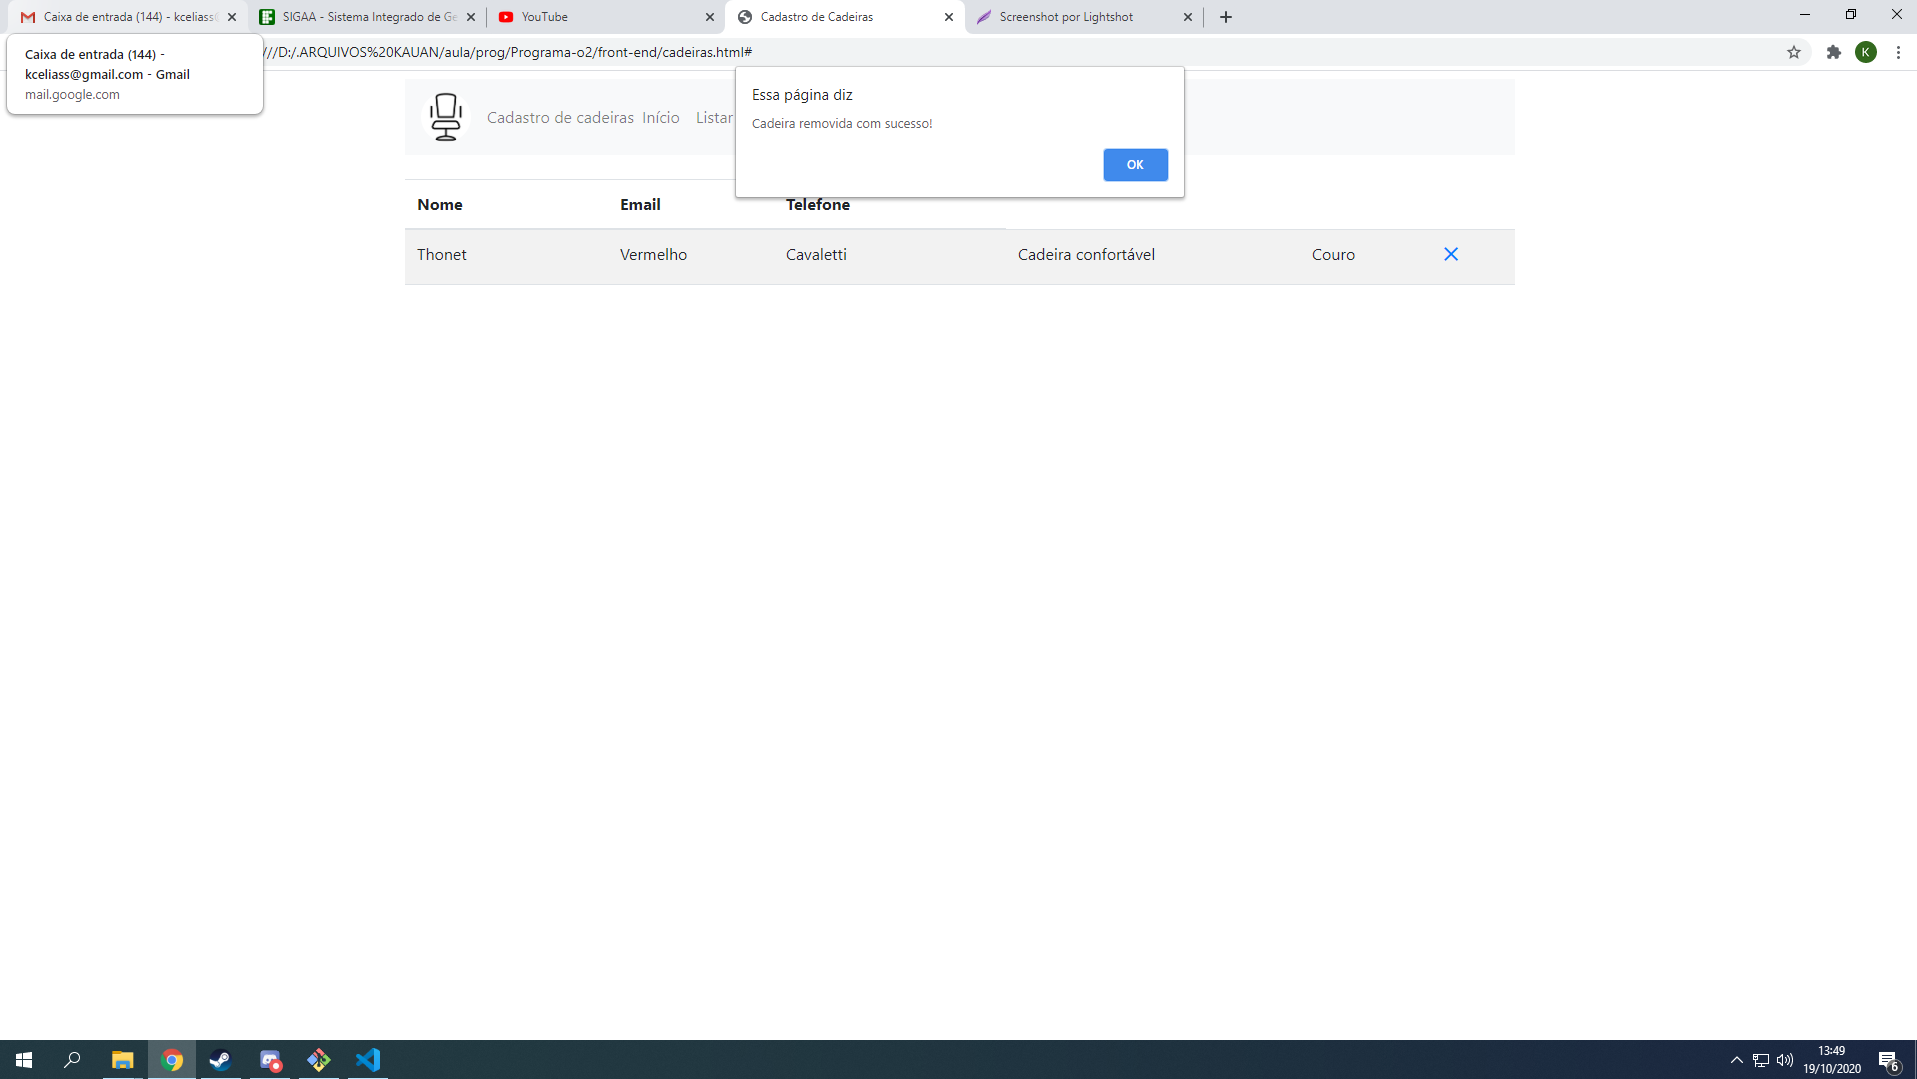 Caixa de entrada (144) - kceliass@
SIGAA - Sistema Integrado de Ge
YouTube
Cadastro de Cadeiras
Screenshot por Lightshot
Caixa de entrada (144) -
kceliass@gmail.com - Gmail
mail.google.com
///D:/.ARQUIVOS%20KAUAN/aula/prog/Programa-o2/front-end/cadeiras.html#
K
Essa página diz
Cadeira removida com sucesso!
OK
Cadastro de cadeiras Início Listar
Nome Email Telefone
Thonet Vermelho Cavaletti Cadeira confortável Couro
13:49
19/10/2020
6